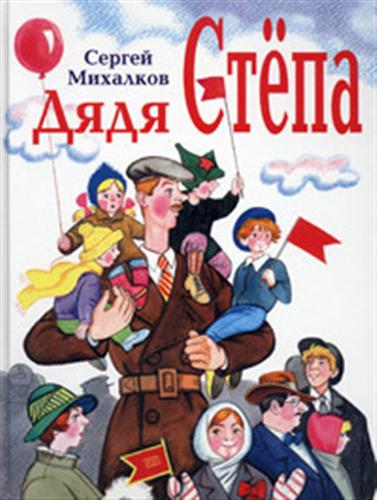 Сергей
Михалков
Дядя
Стёпа